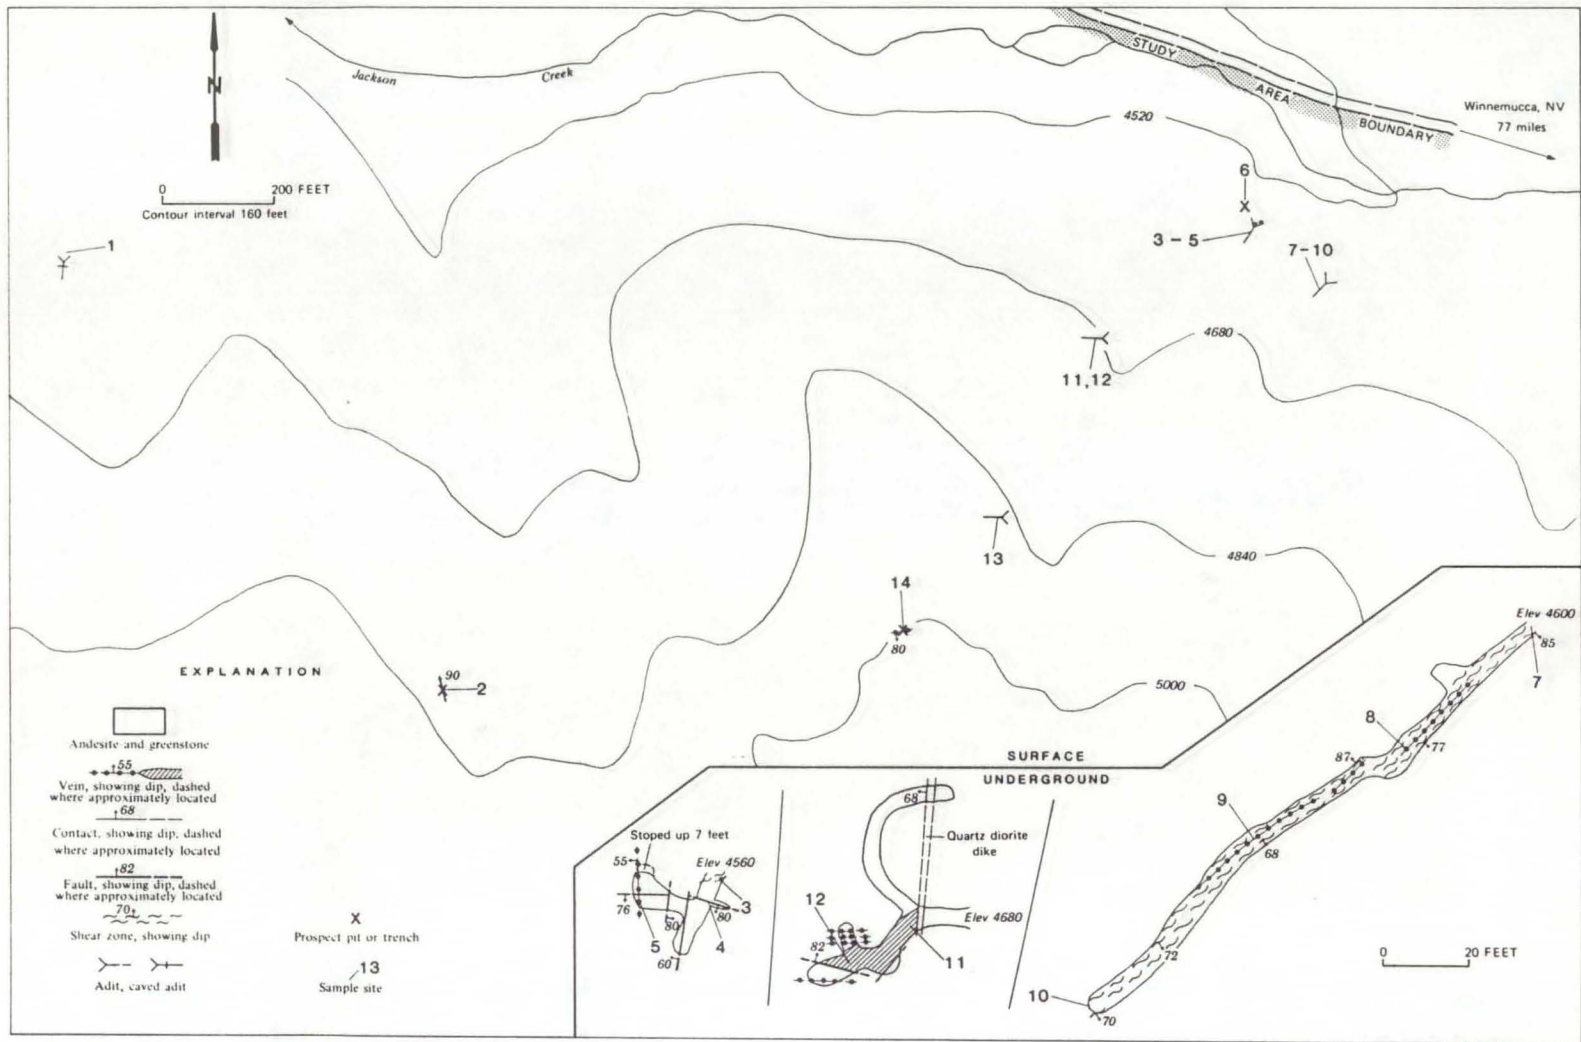 N
0 200 FEET
Contour interval 160 feet
Jackson Creek
STUDY AREA BOUNDARY
Winnemucca, NV
77 miles
4520
1
6
3 - 5
7-10
4680
11,12
13
4840
14
80
5000
90
2
EXPLANATION
Andesite and greenstone
55
Vein, showing dip, dashed
where approximately located
68
Contact, showing dip, dashed
where approximately located
82
Fault, showing dip, dashed
where approximately located
70
Shear zone, showing dip
Adit, caved adit
X
Prospect pit or trench
13
Sample site
SURFACE
UNDERGROUND
Stoped up 7 feet
55
Elev 4560
3
76
80
80
5
4
60
68
Quartz diorite
dike
12
Elev 4680
82
11
Elev 4600
85
7
8
77
87
9
68
72
10
70
0 20 FEET